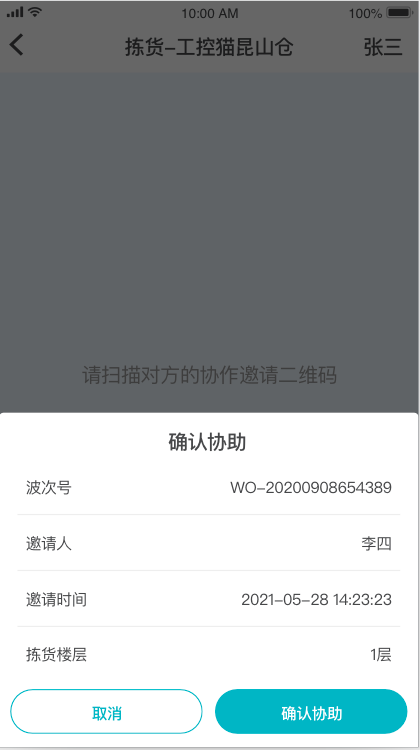 10:00 AM 100%
拣货-工控猫昆山仓 张三
请扫描对方的协作邀请二维码
确认协助
波次号 WO-20200908654389
邀请人 李四
邀请时间 2021-05-28 14:23:23
拣货楼层 1层
取消 确认协助